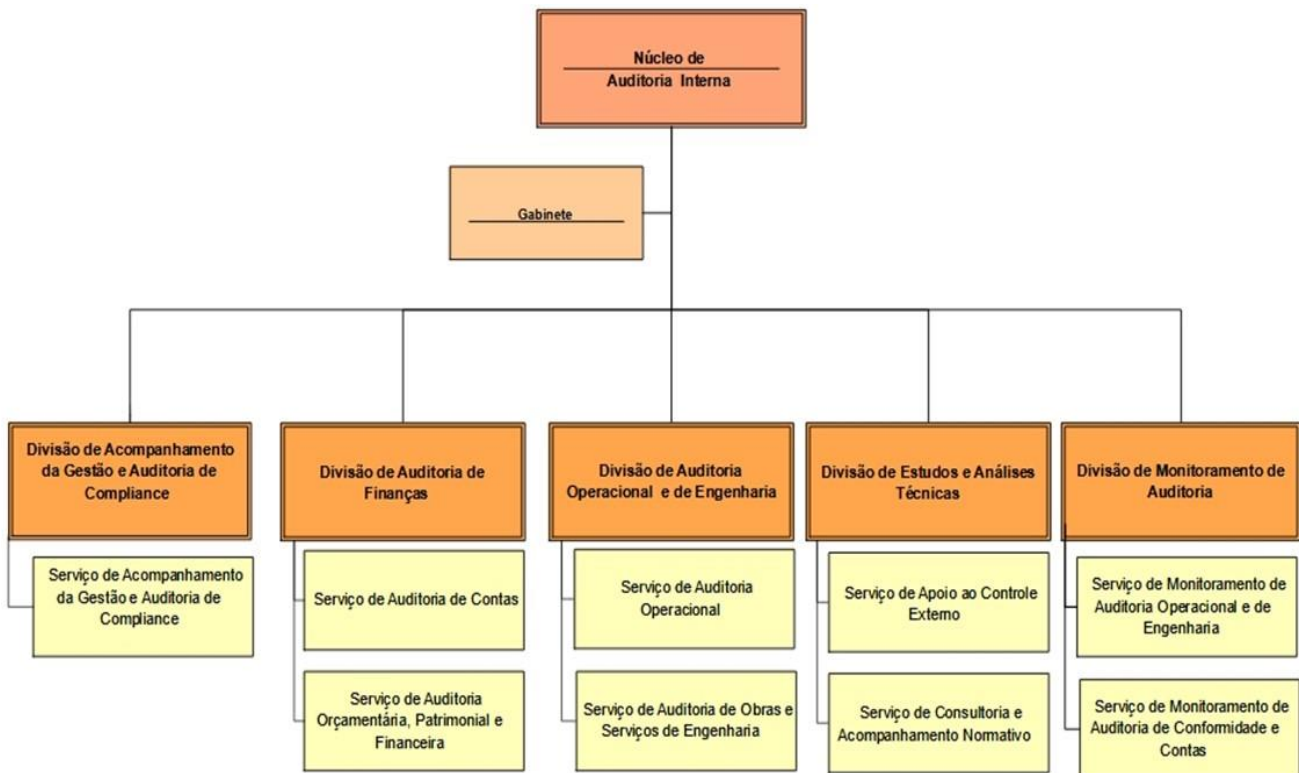 Núcleo de
Auditoria Interna
Gabinete
Divisão de Acompanhamento
da Gestão e Auditoria de
Compliance
Divisão de Auditoria de
Finanças
Divisão de Auditoria
Operacional e de Engenharia
Divisão de Estudos e Análises
Técnicas
Divisão de Monitoramento de
Auditoria
Serviço de Acompanhamento
da Gestão e Auditoria de
Compliance
Serviço de Auditoria de Contas
Serviço de Auditoria
Operacional
Serviço de Apoio ao Controle
Externo
Serviço de Monitoramento de
Auditoria Operacional e de
Engenharia
Serviço de Auditoria
Orçamentária, Patrimonial e
Financeira
Serviço de Auditoria de Obras e
Serviços de Engenharia
Serviço de Consultoria e
Acompanhamento Normativo
Serviço de Monitoramento de
Auditoria de Conformidade e
Contas